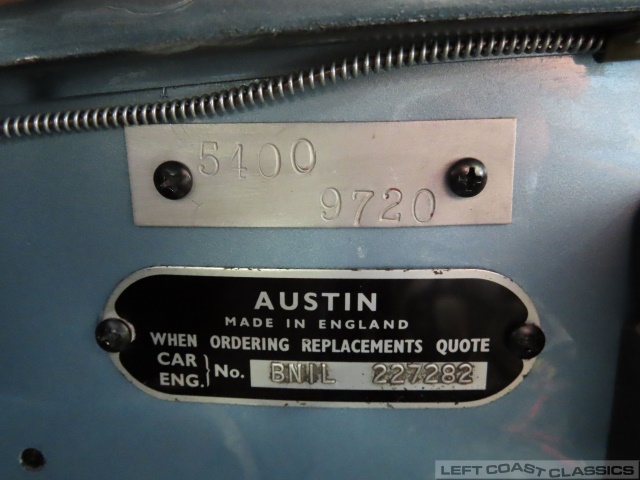 5400
9720
AUSTIN
MADE IN ENGLAND
WHEN ORDERING REPLACEMENTS QUOTE
CAR
ENG. } No. BN1L 227282
LEFT COAST CLASSICS